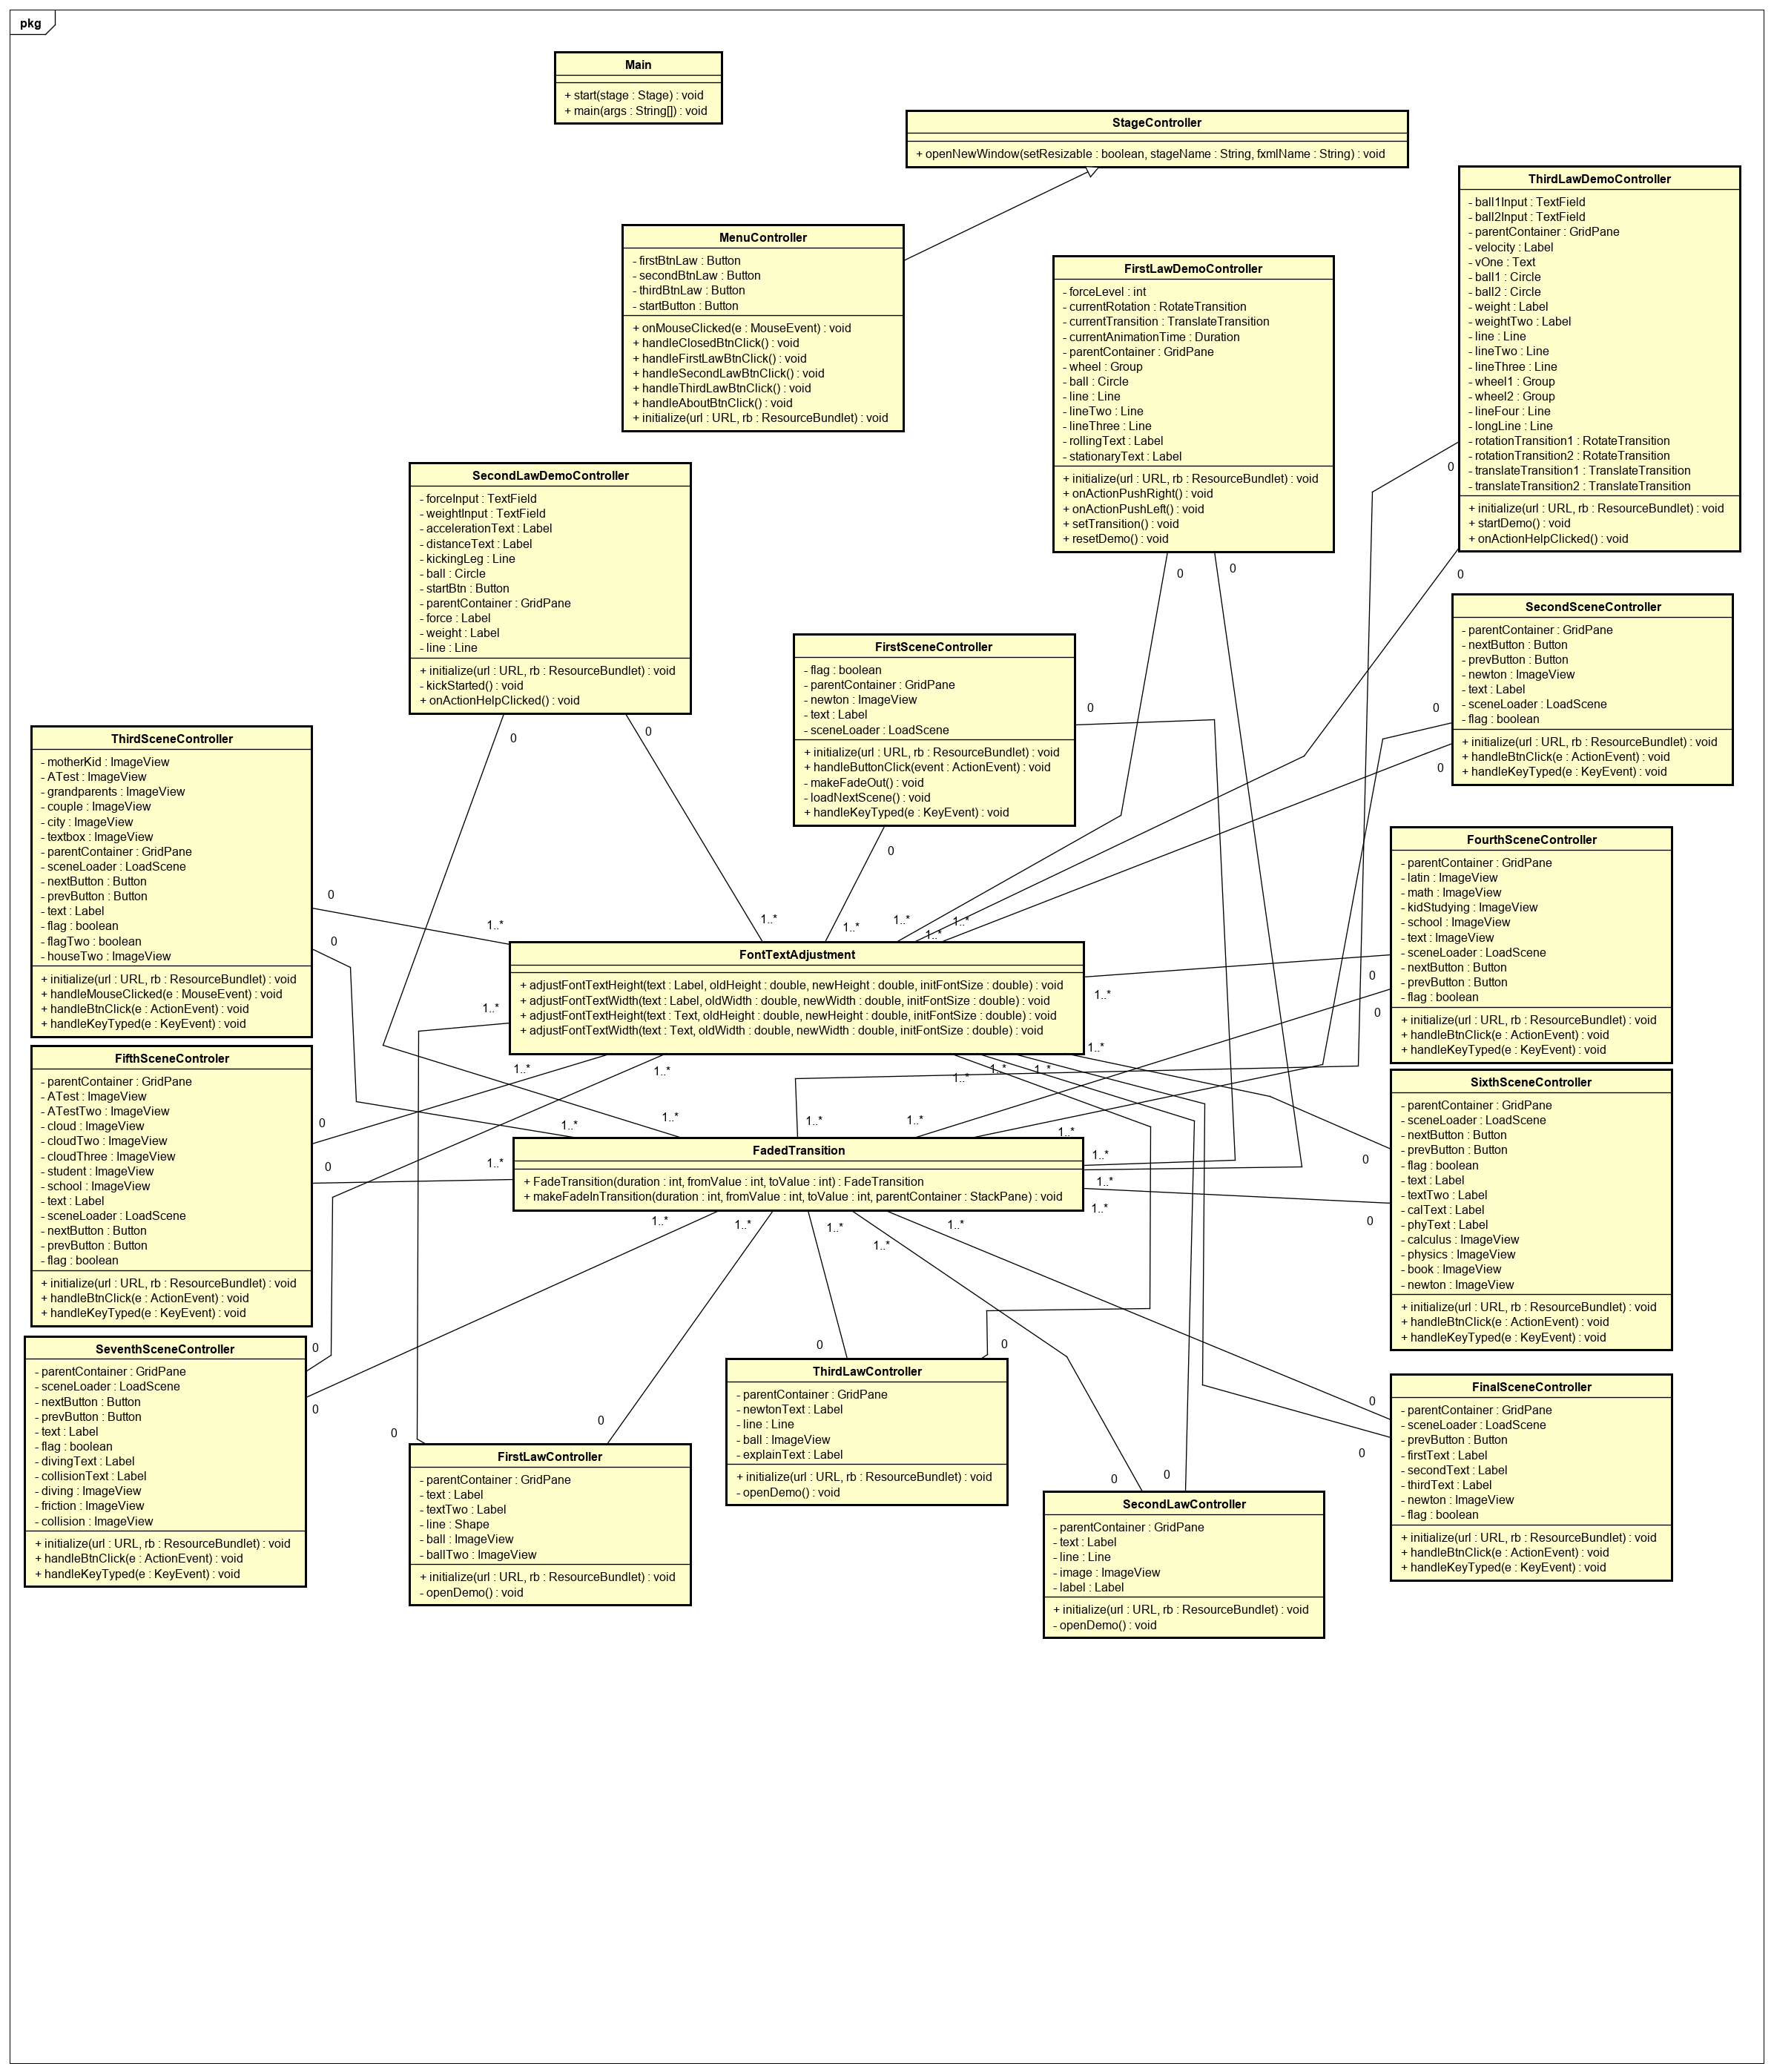 pkg
Main
+ start(stage : Stage) : void
+ main(args : String[]) : void
StageController
+ openNewWindow(setResizable : boolean, stageName : String, fxmlName : String) : void
MenuController
- firstBtnLaw : Button
- secondBtnLaw : Button
- thirdBtnLaw : Button
- startButton : Button
+ onMouseClicked(e : MouseEvent) : void
+ handleClosedBtnClick() : void
+ handleFirstLawBtnClick() : void
+ handleSecondLawBtnClick() : void
+ handleThirdLawBtnClick() : void
+ handleAboutBtnClick() : void
+ initialize(url : URL, rb : ResourceBundlet) : void
FirstLawDemoController
- forceLevel : int
- currentRotation : RotateTransition
- currentTransition : TranslateTransition
- currentAnimationTime : Duration
- parentContainer : GridPane
- wheel : Group
- ball : Circle
- line : Line
- lineTwo : Line
- lineThree : Line
- rollingText : Label
- stationaryText : Label
+ initialize(url : URL, rb : ResourceBundlet) : void
+ onActionPushRight() : void
+ onActionPushLeft() : void
+ setTransition() : void
+ resetDemo() : void
0
0
ThirdLawDemoController
- ball1Input : TextField
- ball2Input : TextField
- parentContainer : GridPane
- velocity : Label
- vOne : Text
- ball1 : Circle
- ball2 : Circle
- weight : Label
- weightTwo : Label
- line : Line
- lineTwo : Line
- lineThree : Line
- wheel1 : Group
- wheel2 : Group
- lineFour : Line
- longLine : Line
- rotationTransition1 : RotateTransition
- rotationTransition2 : RotateTransition
- translateTransition1 : TranslateTransition
- translateTransition2 : TranslateTransition
+ initialize(url : URL, rb : ResourceBundlet) : void
+ startDemo() : void
+ onActionHelpClicked() : void
0
0
SecondLawDemoController
- forceInput : TextField
- weightInput : TextField
- accelerationText : Label
- distanceText : Label
- kickingLeg : Line
- ball : Circle
- startBtn : Button
- parentContainer : GridPane
- force : Label
- weight : Label
- line : Line
+ initialize(url : URL, rb : ResourceBundlet) : void
- kickStarted() : void
+ onActionHelpClicked() : void
0
0
FirstSceneController
- flag : boolean
- parentContainer : GridPane
- newton : ImageView
- text : Label
- sceneLoader : LoadScene
+ initialize(url : URL, rb : ResourceBundlet) : void
+ handleButtonClick(event : ActionEvent) : void
- makeFadeOut() : void
- loadNextScene() : void
+ handleKeyTyped(e : KeyEvent) : void
0
0
SecondSceneController
- parentContainer : GridPane
- nextButton : Button
- prevButton : Button
- newton : ImageView
- text : Label
- sceneLoader : LoadScene
- flag : boolean
+ initialize(url : URL, rb : ResourceBundlet) : void
+ handleBtnClick(e : ActionEvent) : void
+ handleKeyTyped(e : KeyEvent) : void
0
0
ThirdSceneController
- motherKid : ImageView
- ATest : ImageView
- grandparents : ImageView
- couple : ImageView
- city : ImageView
- textbox : ImageView
- parentContainer : GridPane
- sceneLoader : LoadScene
- nextButton : Button
- prevButton : Button
- text : Label
- flag : boolean
- flagTwo : boolean
- houseTwo : ImageView
+ initialize(url : URL, rb : ResourceBundlet) : void
+ handleMouseClicked(e : MouseEvent) : void
+ handleBtnClick(e : ActionEvent) : void
+ handleKeyTyped(e : KeyEvent) : void
0
0
FourthSceneController
- parentContainer : GridPane
- latin : ImageView
- math : ImageView
- kidStudying : ImageView
- school : ImageView
- text : ImageView
- sceneLoader : LoadScene
- nextButton : Button
- prevButton : Button
- flag : boolean
+ initialize(url : URL, rb : ResourceBundlet) : void
+ handleBtnClick(e : ActionEvent) : void
+ handleKeyTyped(e : KeyEvent) : void
0
0
1..*
1..*
1..*
1..*
1..*
1..*
FontTextAdjustment
+ adjustFontTextHeight(text : Label, oldHeight : double, newHeight : double, initFontSize : double) : void
+ adjustFontTextWidth(text : Label, oldWidth : double, newWidth : double, initFontSize : double) : void
+ adjustFontTextHeight(text : Text, oldHeight : double, newHeight : double, initFontSize : double) : void
+ adjustFontTextWidth(text : Text, oldWidth : double, newWidth : double, initFontSize : double) : void
1..*
1..*
1..*
1..*
1..*
1..*
1..*
1..*
FifthSceneControler
- parentContainer : GridPane
- ATest : ImageView
- ATestTwo : ImageView
- cloud : ImageView
- cloudTwo : ImageView
- cloudThree : ImageView
- student : ImageView
- school : ImageView
- text : Label
- sceneLoader : LoadScene
- nextButton : Button
- prevButton : Button
- flag : boolean
+ initialize(url : URL, rb : ResourceBundlet) : void
+ handleBtnClick(e : ActionEvent) : void
+ handleKeyTyped(e : KeyEvent) : void
0
0
SixthSceneController
- parentContainer : GridPane
- sceneLoader : LoadScene
- nextButton : Button
- prevButton : Button
- flag : boolean
- text : Label
- textTwo : Label
- calText : Label
- phyText : Label
- calculus : ImageView
- physics : ImageView
- book : ImageView
- newton : ImageView
+ initialize(url : URL, rb : ResourceBundlet) : void
+ handleBtnClick(e : ActionEvent) : void
+ handleKeyTyped(e : KeyEvent) : void
0
0
1..*
1..*
1..*
1..*
1..*
1..*
FadedTransition
+ FadeTransition(duration : int, fromValue : int, toValue : int) : FadeTransition
+ makeFadeInTransition(duration : int, fromValue : int, toValue : int, parentContainer : StackPane) : void
1..*
1..*
1..*
1..*
1..*
1..*
1..*
1..*
SeventhSceneController
- parentContainer : GridPane
- sceneLoader : LoadScene
- nextButton : Button
- prevButton : Button
- text : Label
- flag : boolean
- divingText : Label
- collisionText : Label
- diving : ImageView
- friction : ImageView
- collision : ImageView
+ initialize(url : URL, rb : ResourceBundlet) : void
+ handleBtnClick(e : ActionEvent) : void
+ handleKeyTyped(e : KeyEvent) : void
0
0
0
0
FirstLawController
- parentContainer : GridPane
- text : Label
- textTwo : Label
- line : Shape
- ball : ImageView
- ballTwo : ImageView
+ initialize(url : URL, rb : ResourceBundlet) : void
- openDemo() : void
0
0
ThirdLawController
- parentContainer : GridPane
- newtonText : Label
- line : Line
- ball : ImageView
- explainText : Label
+ initialize(url : URL, rb : ResourceBundlet) : void
- openDemo() : void
0
0
SecondLawController
- parentContainer : GridPane
- text : Label
- line : Line
- image : ImageView
- label : Label
+ initialize(url : URL, rb : ResourceBundlet) : void
- openDemo() : void
0
0
FinalSceneController
- parentContainer : GridPane
- sceneLoader : LoadScene
- prevButton : Button
- firstText : Label
- secondText : Label
- thirdText : Label
- newton : ImageView
- flag : boolean
+ initialize(url : URL, rb : ResourceBundlet) : void
+ handleBtnClick(e : ActionEvent) : void
+ handleKeyTyped(e : KeyEvent) : void